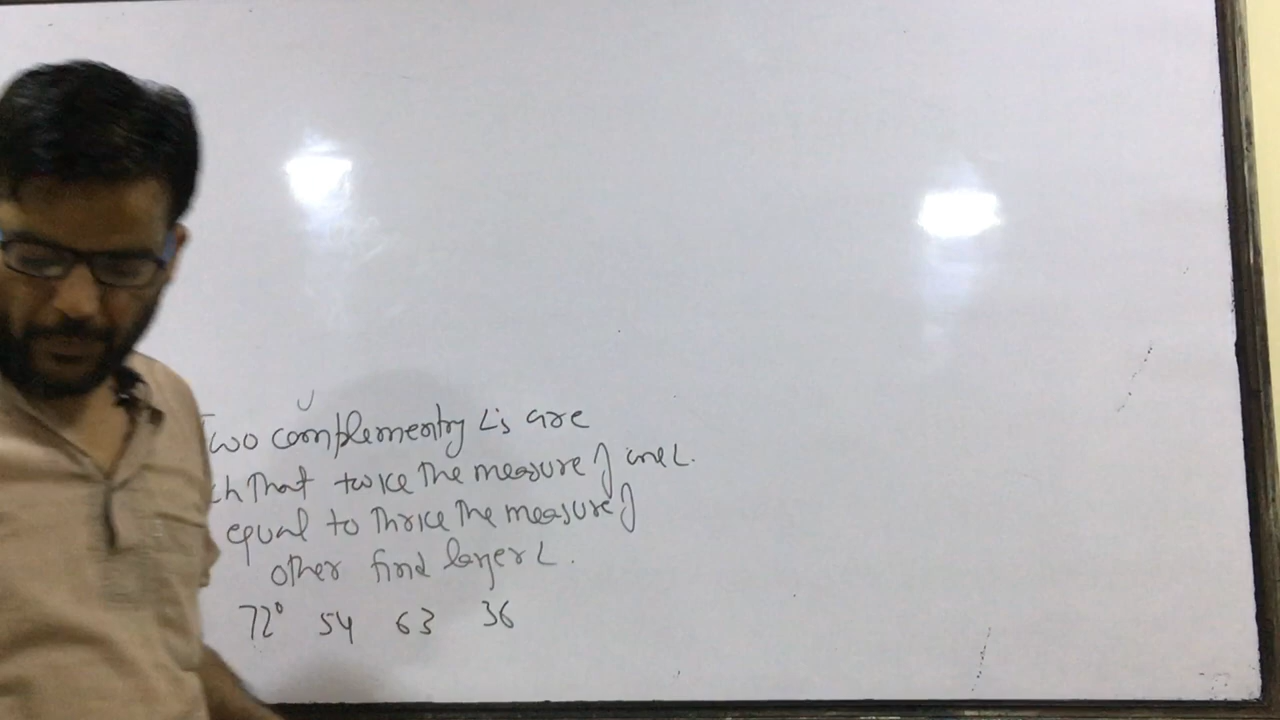 Two complementry ∠'s are
ch that twice the measure of one ∠.
equal to thrice the measure of
other find larger ∠.
72° 54 63 36